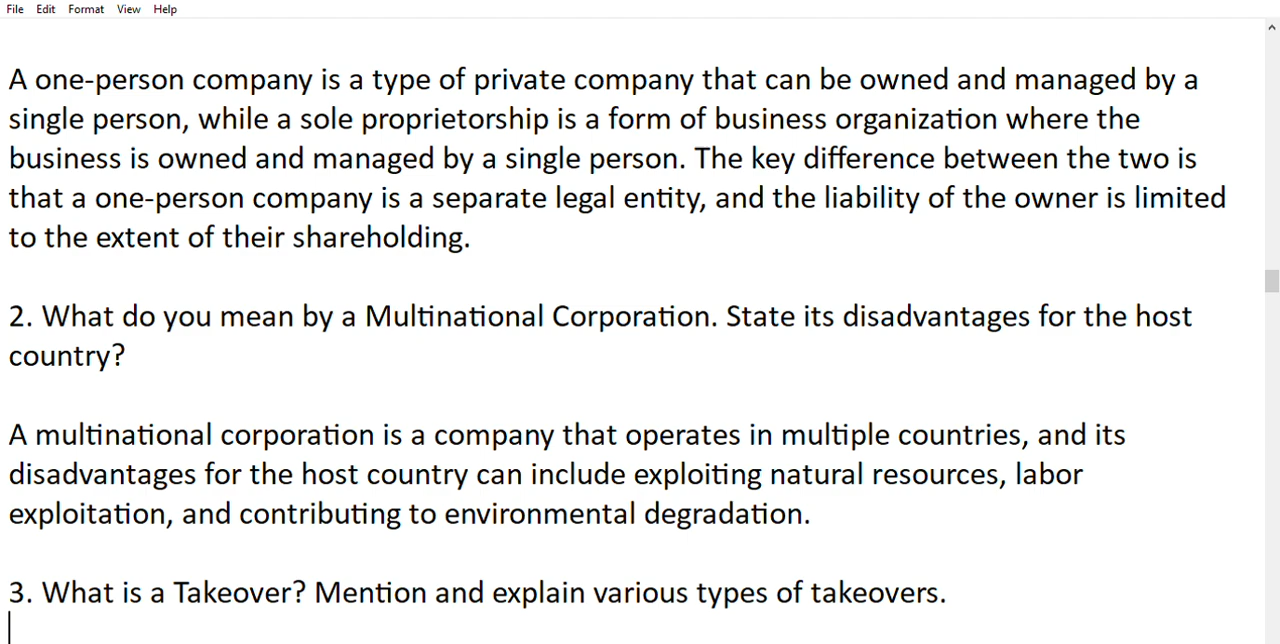 File Edit Format View Help
A one-person company is a type of private company that can be owned and managed by a
single person, while a sole proprietorship is a form of business organization where the
business is owned and managed by a single person. The key difference between the two is
that a one-person company is a separate legal entity, and the liability of the owner is limited
to the extent of their shareholding.
2. What do you mean by a Multinational Corporation. State its disadvantages for the host
country?
A multinational corporation is a company that operates in multiple countries, and its
disadvantages for the host country can include exploiting natural resources, labor
exploitation, and contributing to environmental degradation.
3. What is a Takeover? Mention and explain various types of takeovers.